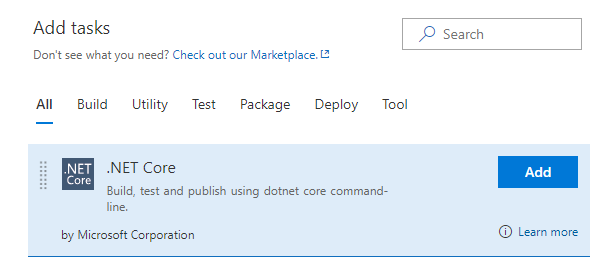 Add tasks
Search
Don't see what you need? Check out our Marketplace.
All Build Utility Test Package Deploy Tool
.NET
Core
.NET Core
Add
Build, test and publish using dotnet core command-
line.
by Microsoft Corporation
Learn more